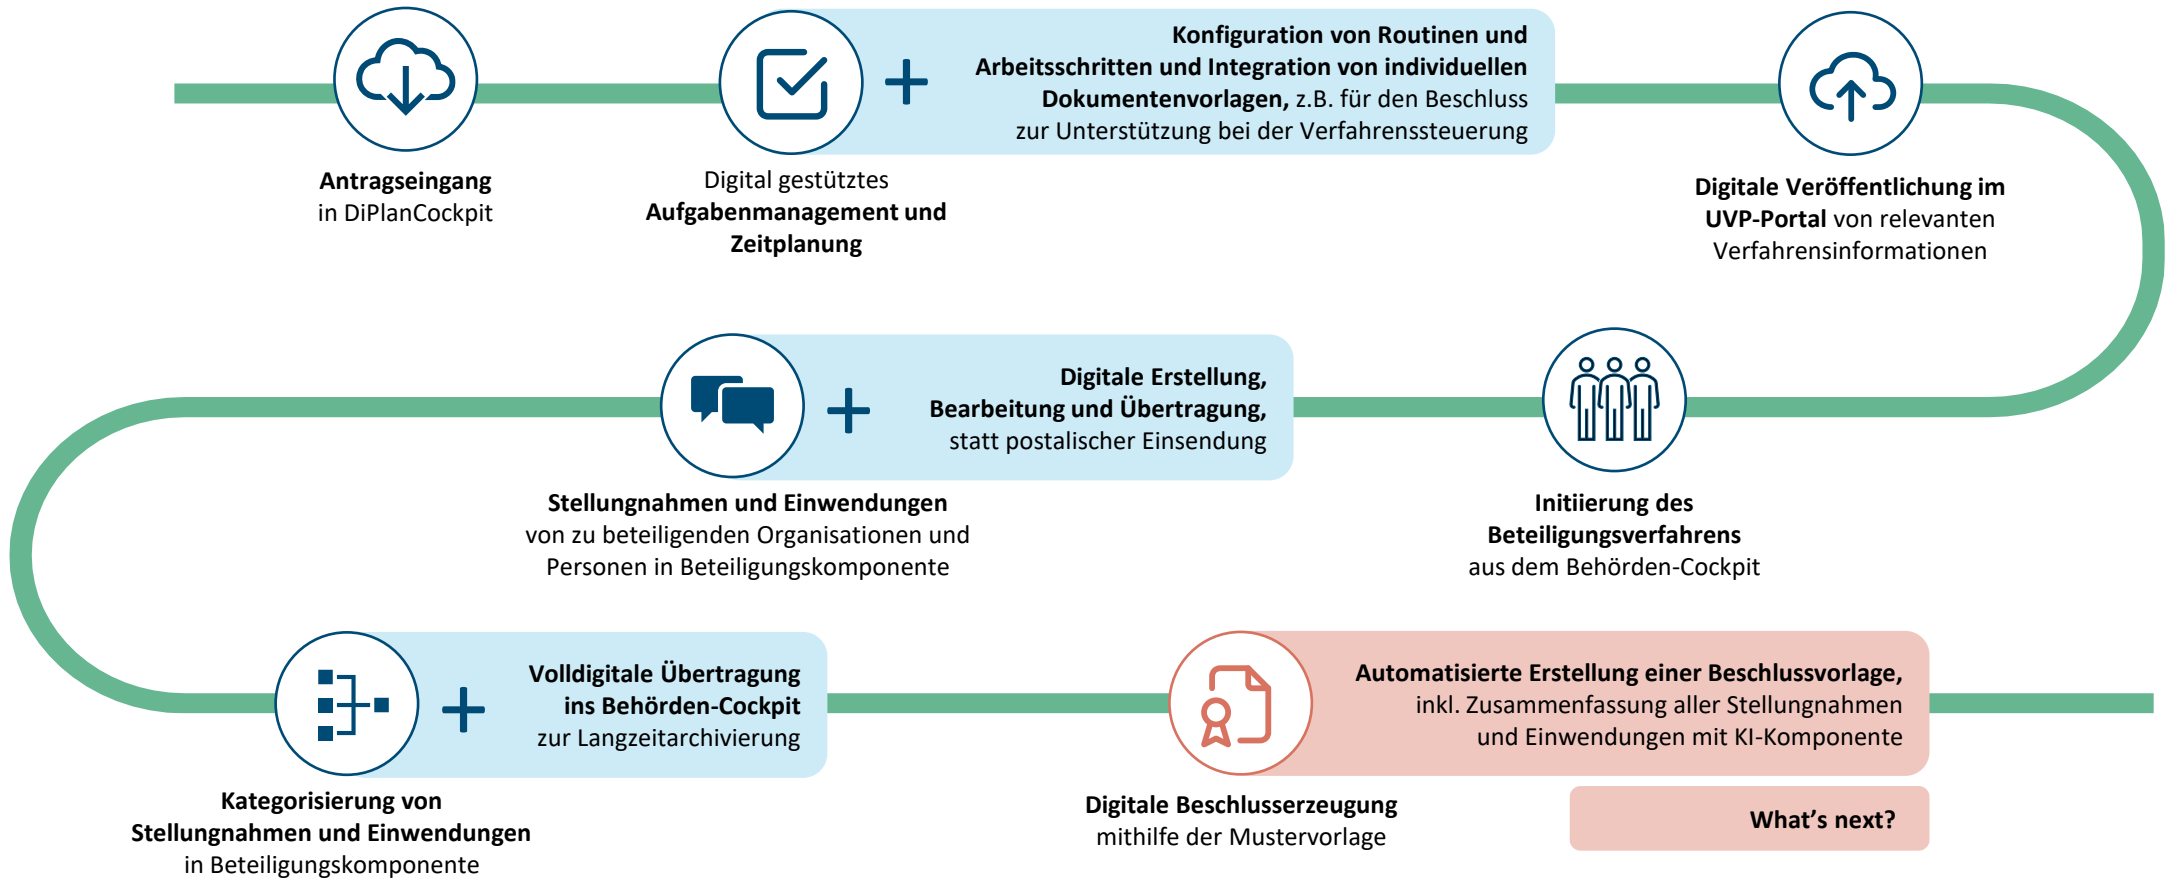 Konfiguration von Routinen und
Arbeitsschritten und Integration von individuellen
Dokumentenvorlagen, z.B. für den Beschluss
zur Unterstützung bei der Verfahrenssteuerung
Antragseingang
in DiPlanCockpit
Digital gestütztes
Aufgabenmanagement und
Zeitplanung
Digitale Veröffentlichung im
UVP-Portal von relevanten
Verfahrensinformationen
Initiierung des
Beteiligungsverfahrens
aus dem Behörden-Cockpit
Digitale Erstellung,
Bearbeitung und Übertragung,
statt postalischer Einsendung
Stellungnahmen und Einwendungen
von zu beteiligenden Organisationen und
Personen in Beteiligungskomponente
Volldigitale Übertragung
ins Behörden-Cockpit
zur Langzeitarchivierung
Kategorisierung von
Stellungnahmen und Einwendungen
in Beteiligungskomponente
Automatisierte Erstellung einer Beschlussvorlage,
inkl. Zusammenfassung aller Stellungnahmen
und Einwendungen mit KI-Komponente
Digitale Beschlusserzeugung
mithilfe der Mustervorlage
What's next?